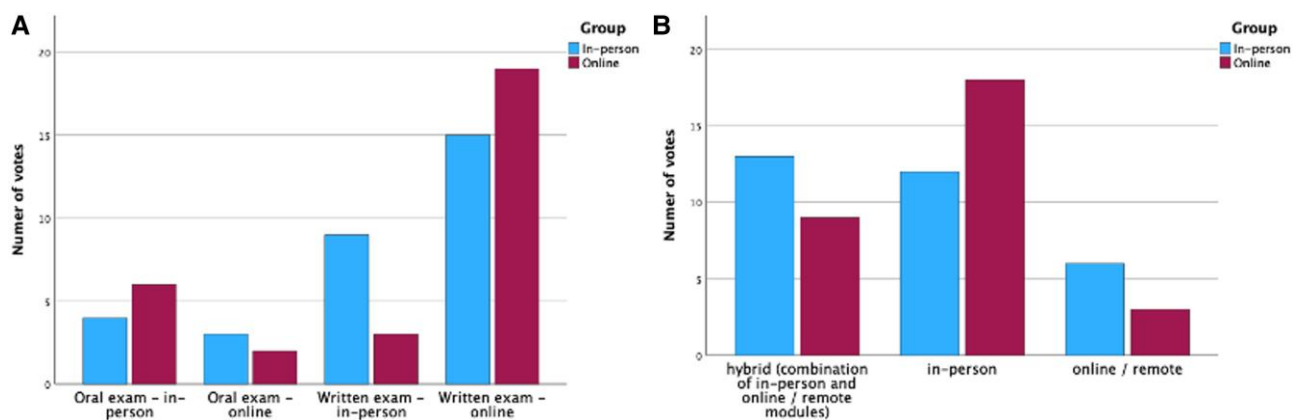 A
Group
In-person
Online
Numer of votes
20
15
10
5
0
Oral exam - in-
person
Oral exam -
online
Written exam -
in-person
Written exam -
online
B
Group
In-person
Online
Numer of votes
20
15
10
5
0
hybrid (combination
of in-person and
online / remote
modules)
in-person
online / remote